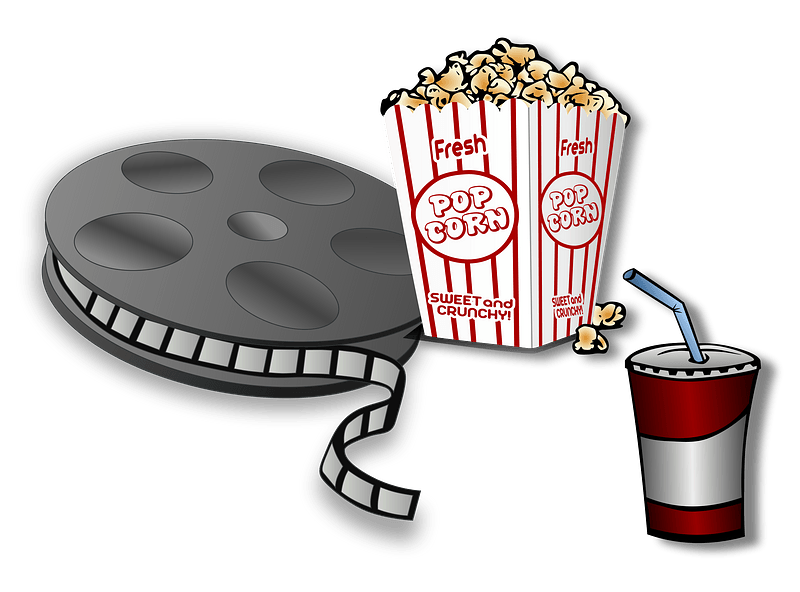 Fresh
POP
CORN
SWEET and
CRUNCHY!
Fresh
POP
CORN
SWEET and
CRUNCHY!